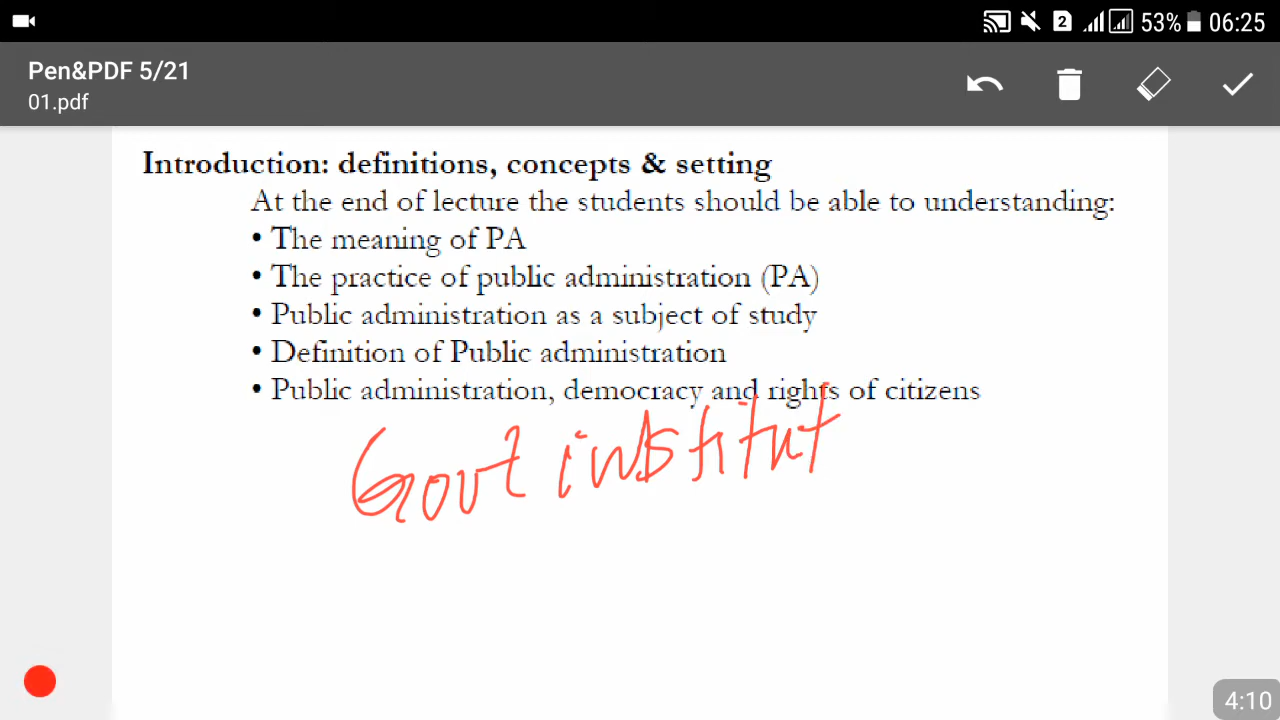 2 53% 06:25
Pen&PDF 5/21
01.pdf
Introduction: definitions, concepts & setting
At the end of lecture the students should be able to understanding:
• The meaning of PA
• The practice of public administration (PA)
• Public administration as a subject of study
• Definition of Public administration
• Public administration, democracy and rights of citizens
Govt institut
4:10